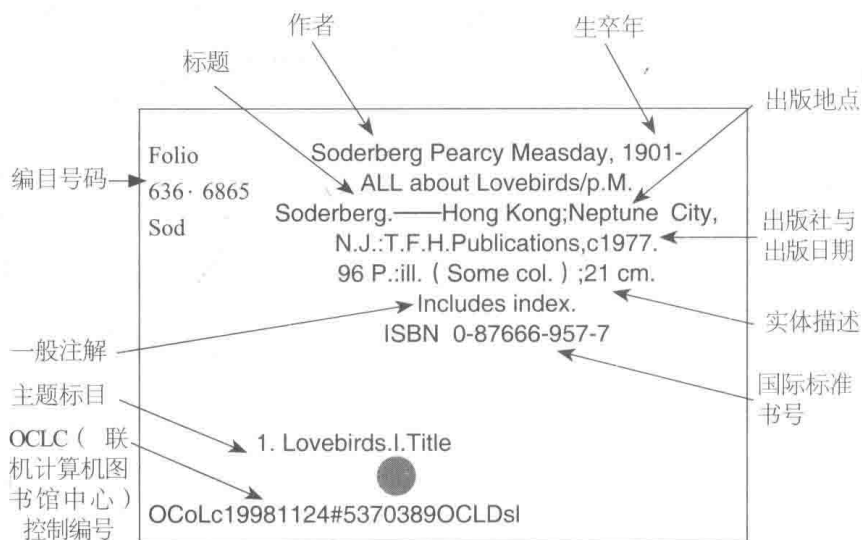 作者
生卒年
标题
出版地点
Folio
Soderberg Pearcy Measday, 1901-
编目号码
636·6865
ALL about Lovebirds/p.M.
Sod
Soderberg.——Hong Kong;Neptune City,
N.J.:T.F.H.Publications,c1977.
出版社与
出版日期
96 P.:ill.（Some col.）;21 cm.
Includes index.
实体描述
ISBN 0-87666-957-7
一般注解
国际标准
书号
主题标目
1. Lovebirds.I.Title
OCLC（联
机计算机图
书馆中心）
控制编号
OCoLc19981124#5370389OCLDsl